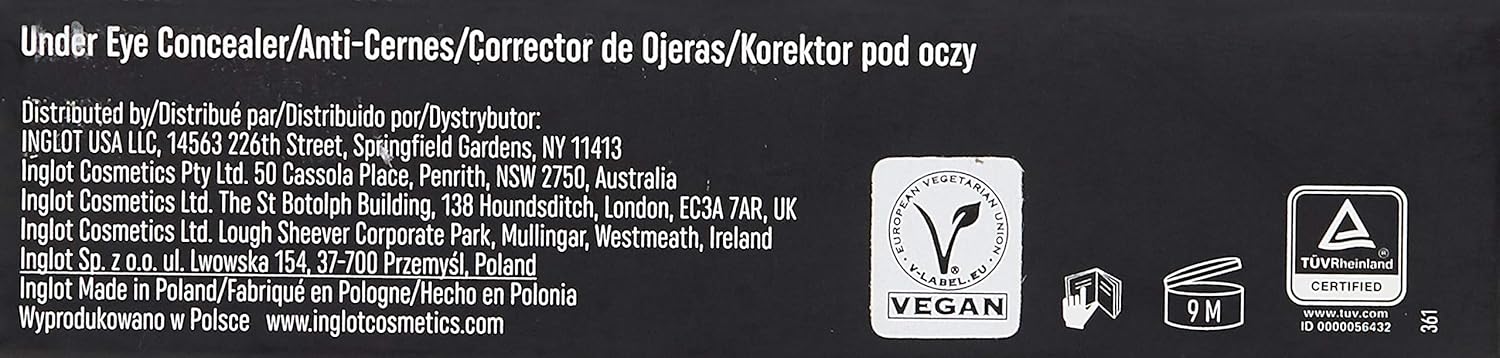 Under Eye Concealer/Anti-Cernes/Corrector de Ojeras/Korektor pod oczy
Distributed by/Distribué par/Distribuido por/Dystrybutor:
INGLOT USA LLC, 14563 226th Street, Springfield Gardens, NY 11413
Inglot Cosmetics Pty Ltd. 50 Cassola Place, Penrith, NSW 2750, Australia
Inglot Cosmetics Ltd. The St Botolph Building, 138 Houndsditch, London, EC3A 7AR, UK
Inglot Cosmetics Ltd. Lough Sheever Corporate Park, Mullingar, Westmeath, Ireland
Inglot Sp. z o.o. ul. Lwowska 154, 37-700 Przemyśl, Poland
Inglot Made in Poland/Fabriqué en Pologne/Hecho en Polonia
Wyprodukowano w Polsce www.inglotcosmetics.com
EUROPEAN VEGETARIAN UNION
V-LABEL.EU
®
VEGAN
9 M
®
TÜVRheinland
CERTIFIED
www.tuv.com
ID 0000056432
361